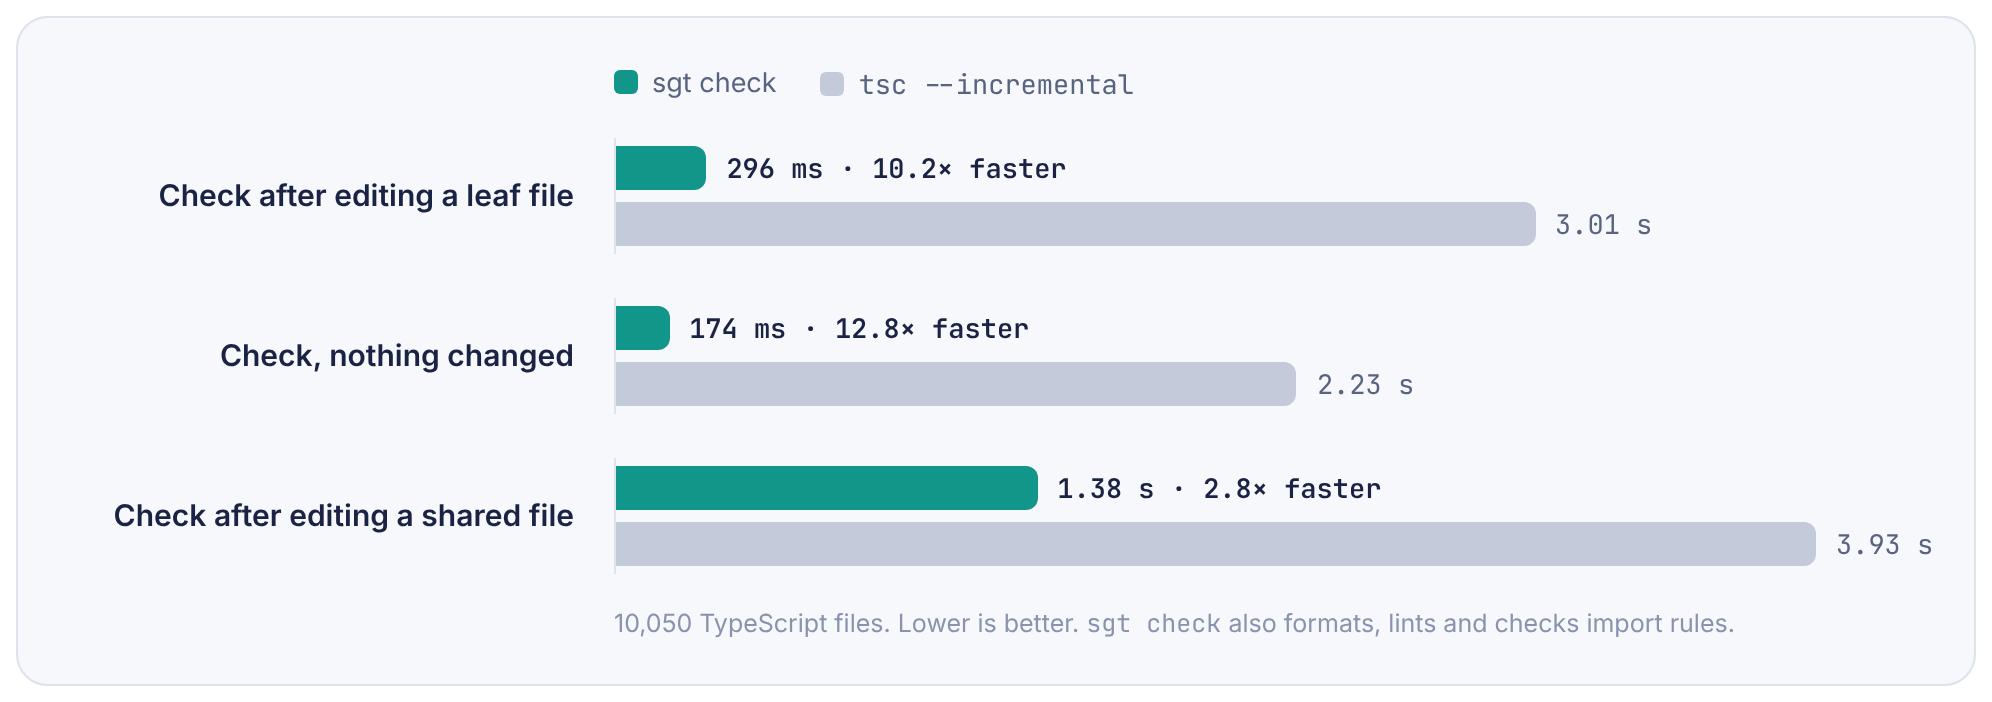 sgt check tsc --incremental
296 ms · 10.2× faster
Check after editing a leaf file
3.01 s
174 ms · 12.8× faster
Check, nothing changed
2.23 s
1.38 s · 2.8× faster
Check after editing a shared file
3.93 s
10,050 TypeScript files. Lower is better. sgt check also formats, lints and checks import rules.